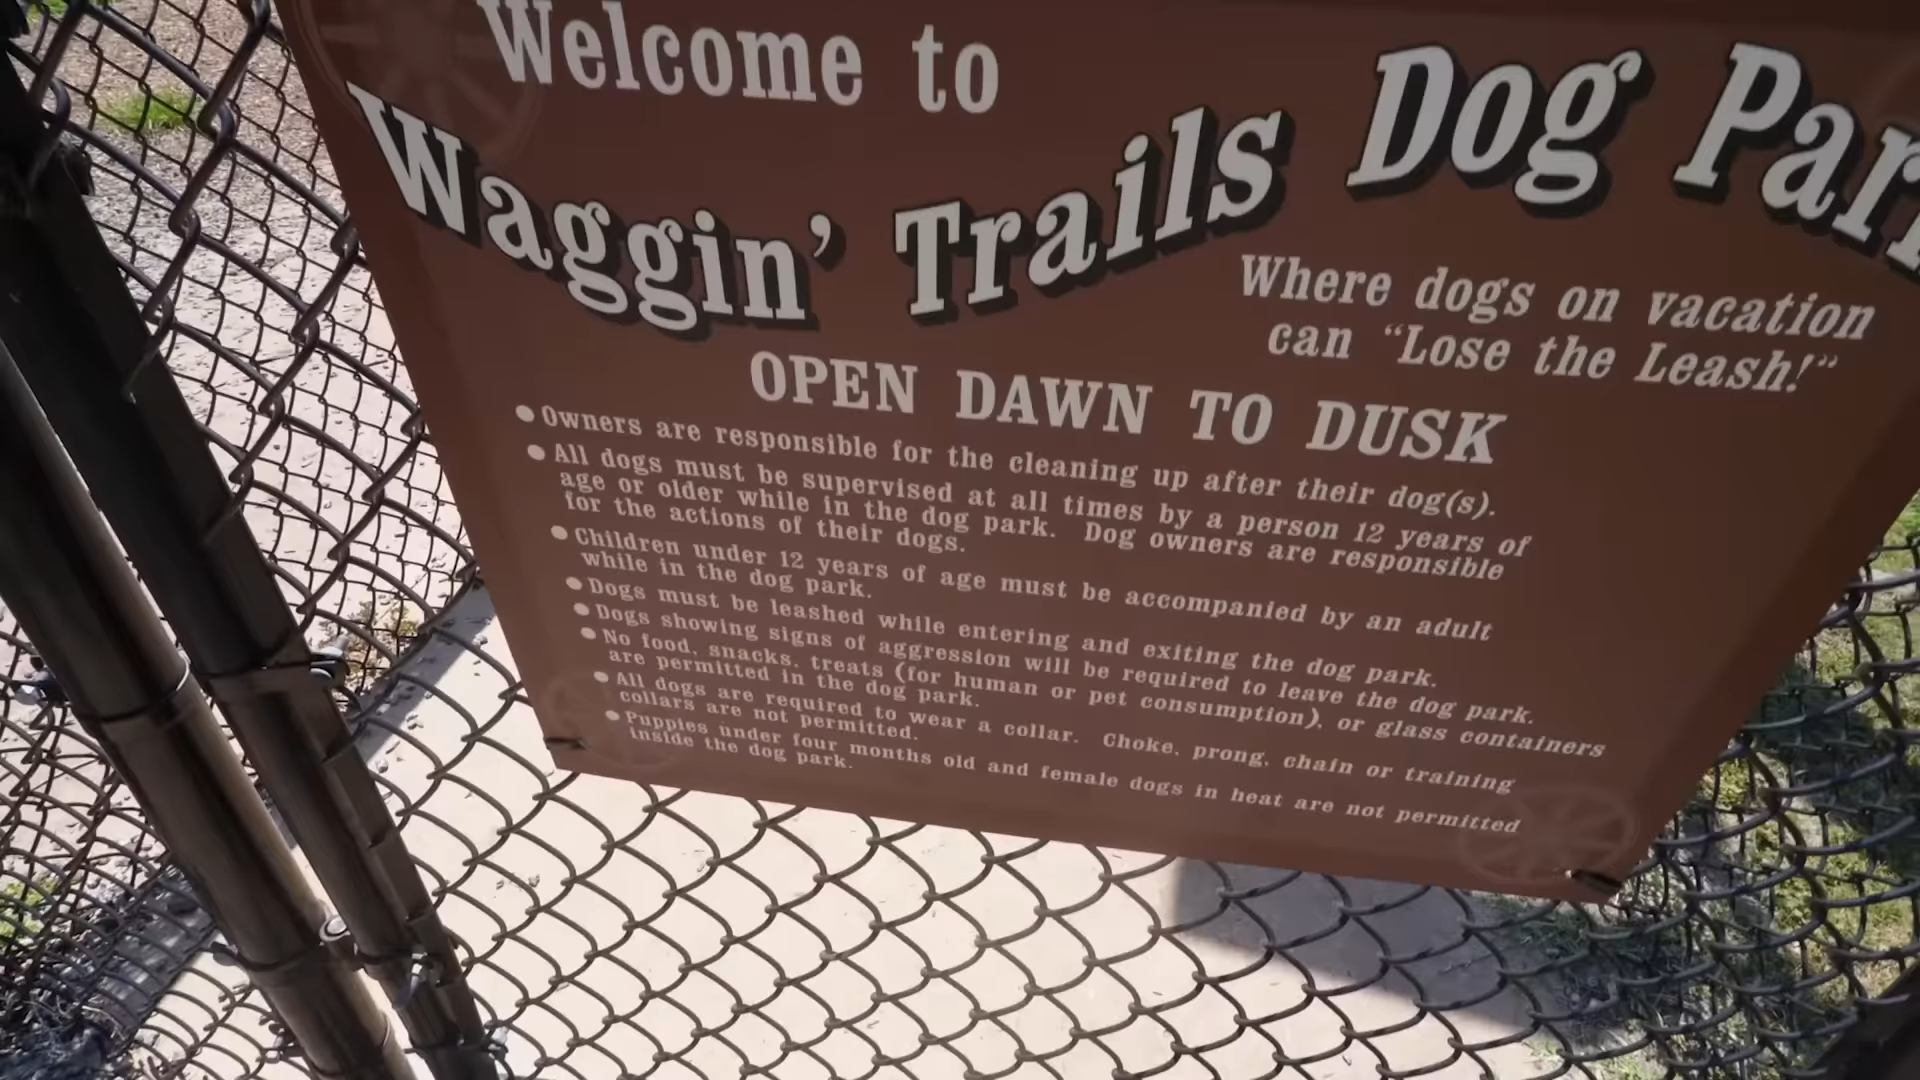 Welcome to
Waggin' Trails Dog Park
Where dogs on vacation
can "Lose the Leash!"
OPEN DAWN TO DUSK
● Owners are responsible for the cleaning up after their dog(s).
● All dogs must be supervised at all times by a person 12 years of
age or older while in the dog park. Dog owners are responsible
for the actions of their dogs.
● Children under 12 years of age must be accompanied by an adult
while in the dog park.
● Dogs must be leashed while entering and exiting the dog park.
● Dogs showing signs of aggression will be required to leave the dog park.
● No food, snacks, treats (for human or pet consumption), or glass containers
are permitted in the dog park.
● All dogs are required to wear a collar. Choke, prong, chain or training
collars are not permitted.
● Puppies under four months old and female dogs in heat are not permitted
inside the dog park.